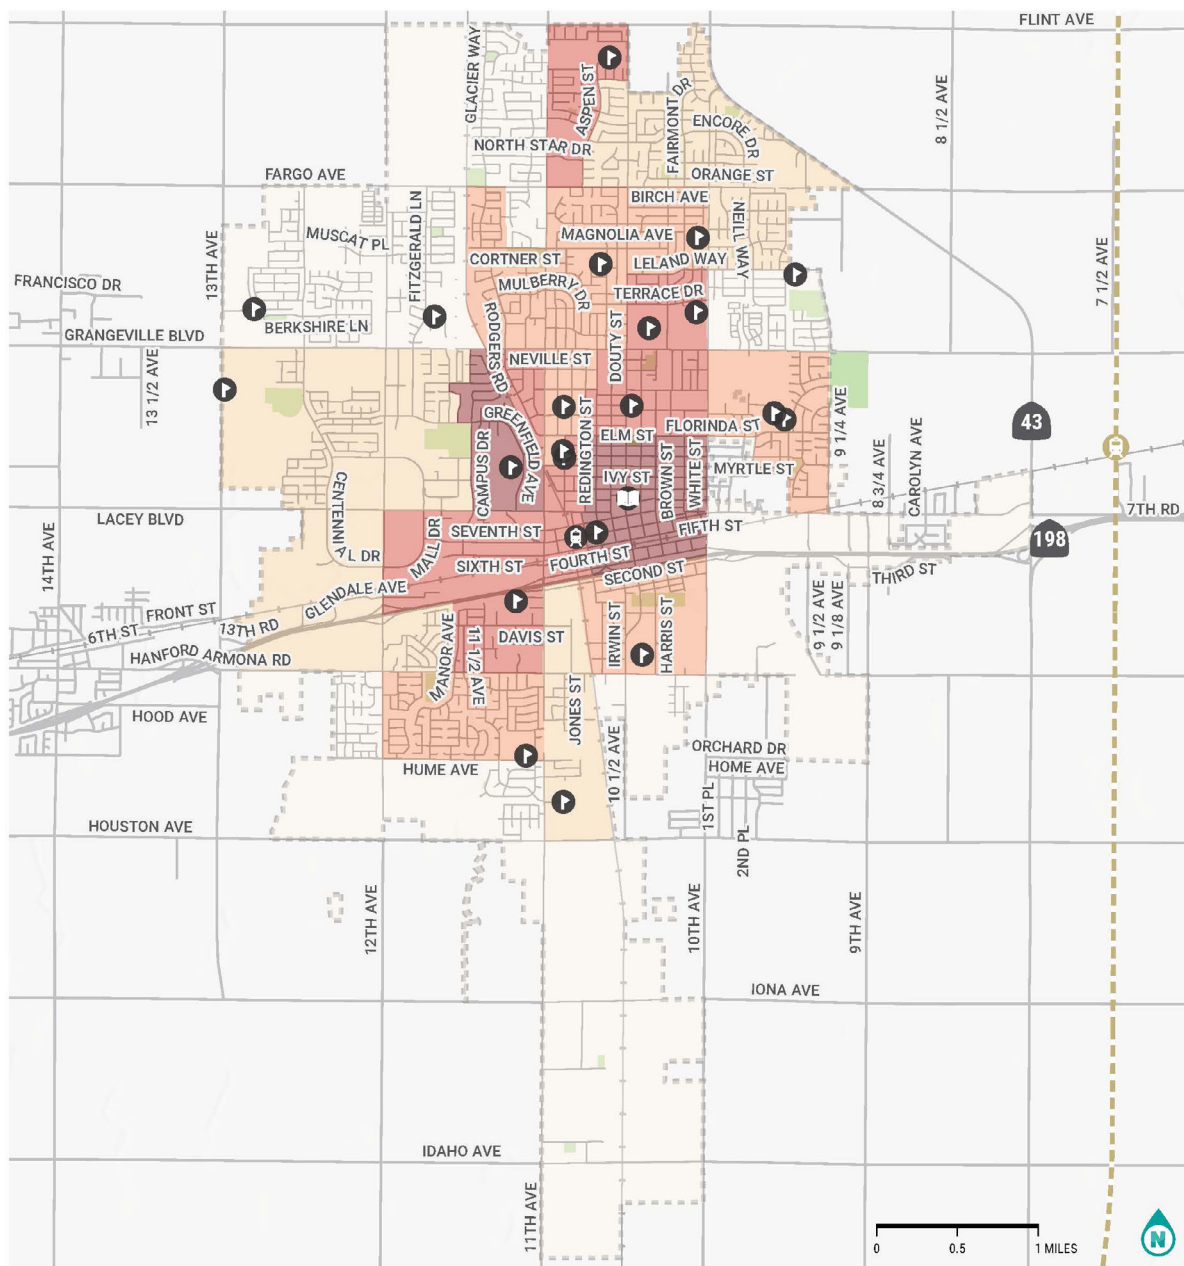 FLINT AVE
GLACIER WAY
ASPEN ST
FAIRMONT DR
ENCORE DR
8 1/2 AVE
NORTH STAR DR
ORANGE ST
FARGO AVE
BIRCH AVE
FITZGERALD LN
NEILL WAY
MUSCAT PL
MAGNOLIA AVE
13TH AVE
CORTNER ST
LELAND WAY
7 1/2 AVE
FRANCISCO DR
MULBERRY DR
TERRACE DR
BERKSHIRE LN
RODGERS RD
DOUTY ST
GRANGEVILLE BLVD
NEVILLE ST
13 1/2 AVE
GREENFIELD AVE
REDINGTON ST
FLORINDA ST
9 1/4 AVE
43
CAMPUS DR
ELM ST
8 3/4 AVE
CAROLYN AVE
CENTENNIAL DR
IVY ST
BROWN ST
WHITE ST
MYRTLE ST
LACEY BLVD
7TH RD
14TH AVE
MALL DR
SEVENTH ST
FIFTH ST
198
SIXTH ST
FOURTH ST
SECOND ST
THIRD ST
GLENDALE AVE
FRONT ST
6TH ST
13TH RD
IRWIN ST
HARRIS ST
9 1/2 AVE
9 1/8 AVE
HANFORD ARMONA RD
MANOR AVE
11 1/2 AVE
DAVIS ST
HOOD AVE
JONES ST
10 1/2 AVE
ORCHARD DR
HUME AVE
HOME AVE
1ST PL
HOUSTON AVE
2ND PL
12TH AVE
10TH AVE
9TH AVE
IONA AVE
IDAHO AVE
11TH AVE
0 0.5 1 MILES
N